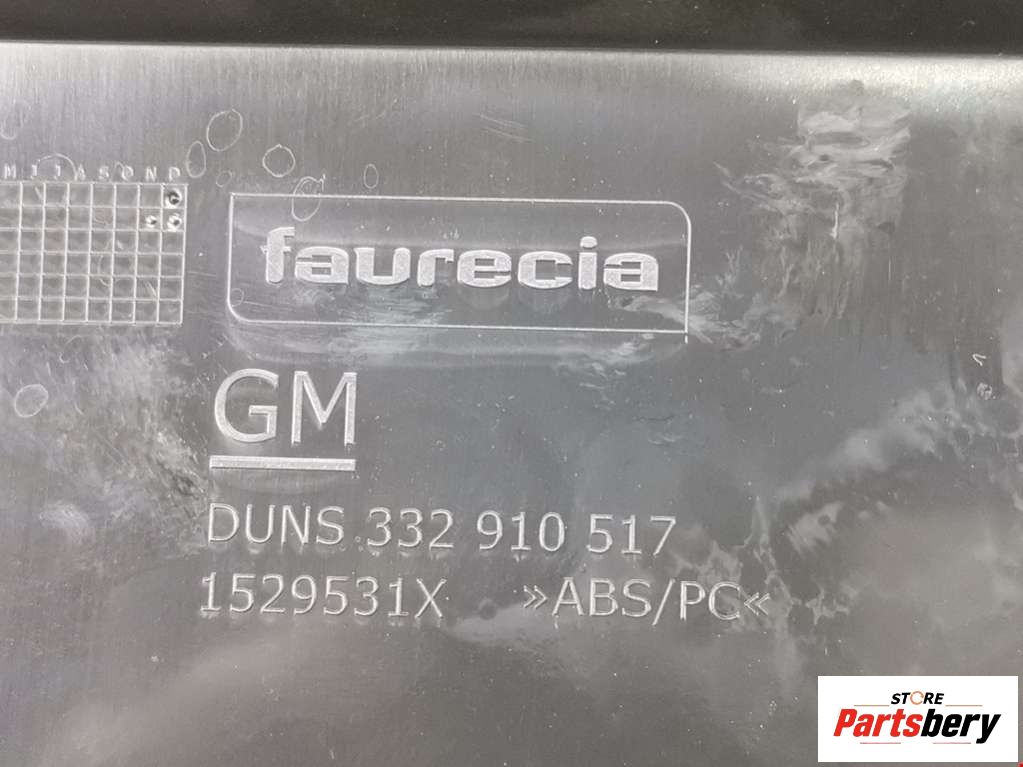 M J J A S O N D
faurecia
GM
DUNS 332 910 517
1529531X »ABS/PC«
STORE
Partsbery